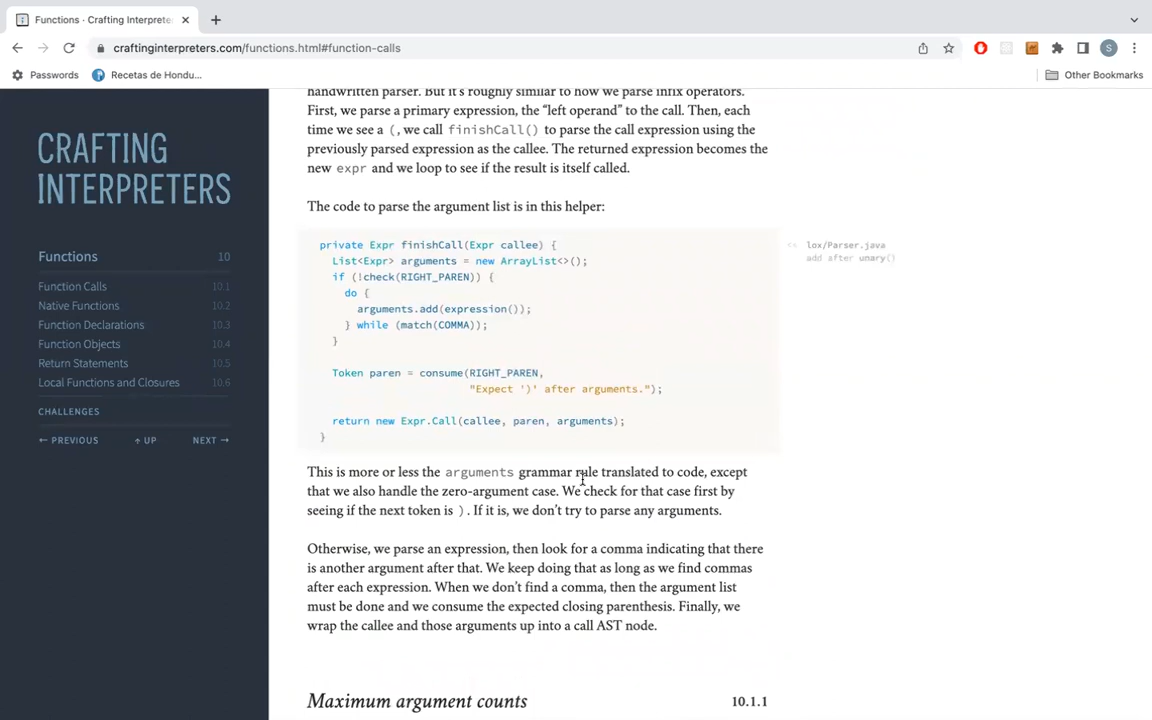 Functions · Crafting Interprete
craftinginterpreters.com/functions.html#function-calls
S
Passwords
Recetas de Hondu...
Other Bookmarks
CRAFTING
INTERPRETERS
Functions 10
Function Calls 10.1
Native Functions 10.2
Function Declarations 10.3
Function Objects 10.4
Return Statements 10.5
Local Functions and Closures 10.6
CHALLENGES
← PREVIOUS ↑ UP NEXT →
handwritten parser. But it’s roughly similar to how we parse infix operators.
First, we parse a primary expression, the “left operand” to the call. Then, each
time we see a (, we call finishCall() to parse the call expression using the
previously parsed expression as the callee. The returned expression becomes the
new expr and we loop to see if the result is itself called.
The code to parse the argument list is in this helper:
private Expr finishCall(Expr callee) {
List<Expr> arguments = new ArrayList<>();
if (!check(RIGHT_PAREN)) {
do {
arguments.add(expression());
} while (match(COMMA));
}
Token paren = consume(RIGHT_PAREN,
"Expect ')' after arguments.");
return new Expr.Call(callee, paren, arguments);
}
lox/Parser.java
add after unary()
This is more or less the arguments grammar rule translated to code, except
that we also handle the zero-argument case. We check for that case first by
seeing if the next token is ). If it is, we don’t try to parse any arguments.
Otherwise, we parse an expression, then look for a comma indicating that there
is another argument after that. We keep doing that as long as we find commas
after each expression. When we don’t find a comma, then the argument list
must be done and we consume the expected closing parenthesis. Finally, we
wrap the callee and those arguments up into a call AST node.
Maximum argument counts 10.1.1